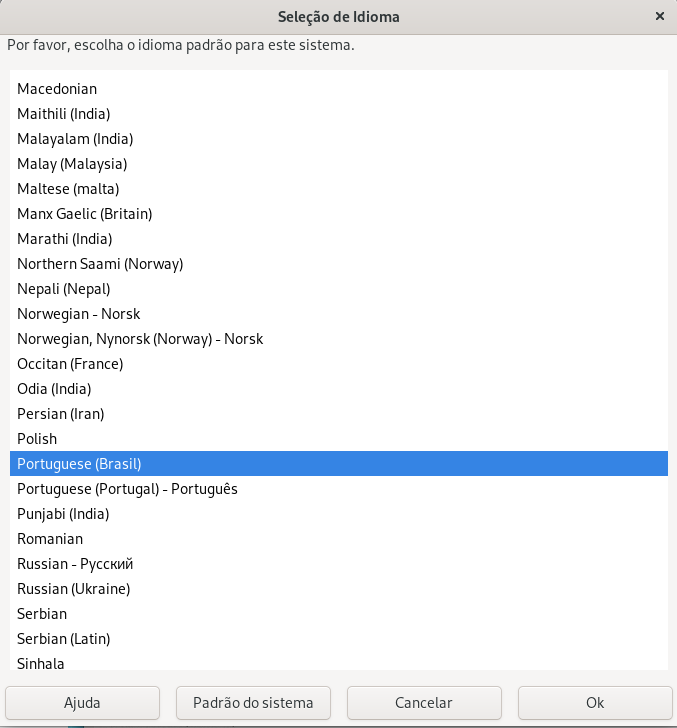 Seleção de Idioma
Por favor, escolha o idioma padrão para este sistema.
Macedonian
Maithili (India)
Malayalam (India)
Malay (Malaysia)
Maltese (malta)
Manx Gaelic (Britain)
Marathi (India)
Northern Saami (Norway)
Nepali (Nepal)
Norwegian - Norsk
Norwegian, Nynorsk (Norway) - Norsk
Occitan (France)
Odia (India)
Persian (Iran)
Polish
Portuguese (Brasil)
Portuguese (Portugal) - Português
Punjabi (India)
Romanian
Russian - Русский
Russian (Ukraine)
Serbian
Serbian (Latin)
Sinhala
Ajuda Padrão do sistema Cancelar Ok